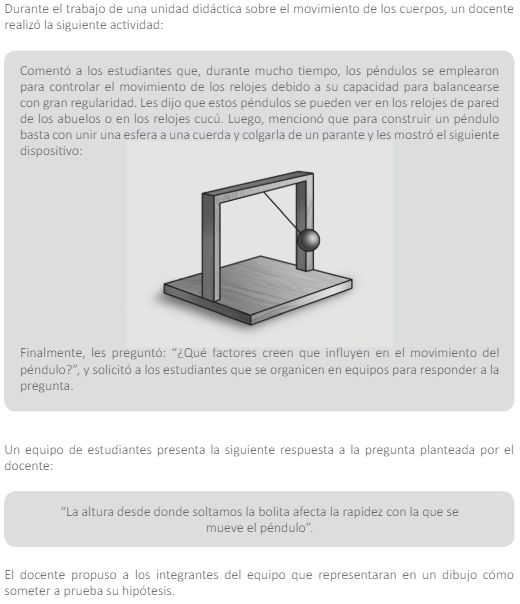 Durante el trabajo de una unidad didáctica sobre el movimiento de los cuerpos, un docente
realizó la siguiente actividad:
Comentó a los estudiantes que, durante mucho tiempo, los péndulos se emplearon
para controlar el movimiento de los relojes debido a su capacidad para balancearse
con gran regularidad. Les dijo que estos péndulos se pueden ver en los relojes de pared
de los abuelos o en los relojes cucú. Luego, mencionó que para construir un péndulo
basta con unir una esfera a una cuerda y colgarla de un parante y les mostró el siguiente
dispositivo:
Finalmente, les preguntó: “¿Qué factores creen que influyen en el movimiento del
péndulo?”, y solicitó a los estudiantes que se organicen en equipos para responder a la
pregunta.
Un equipo de estudiantes presenta la siguiente respuesta a la pregunta planteada por el
docente:
“La altura desde donde soltamos la bolita afecta la rapidez con la que se
mueve el péndulo”.
El docente propuso a los integrantes del equipo que representaran en un dibujo cómo
someter a prueba su hipótesis.